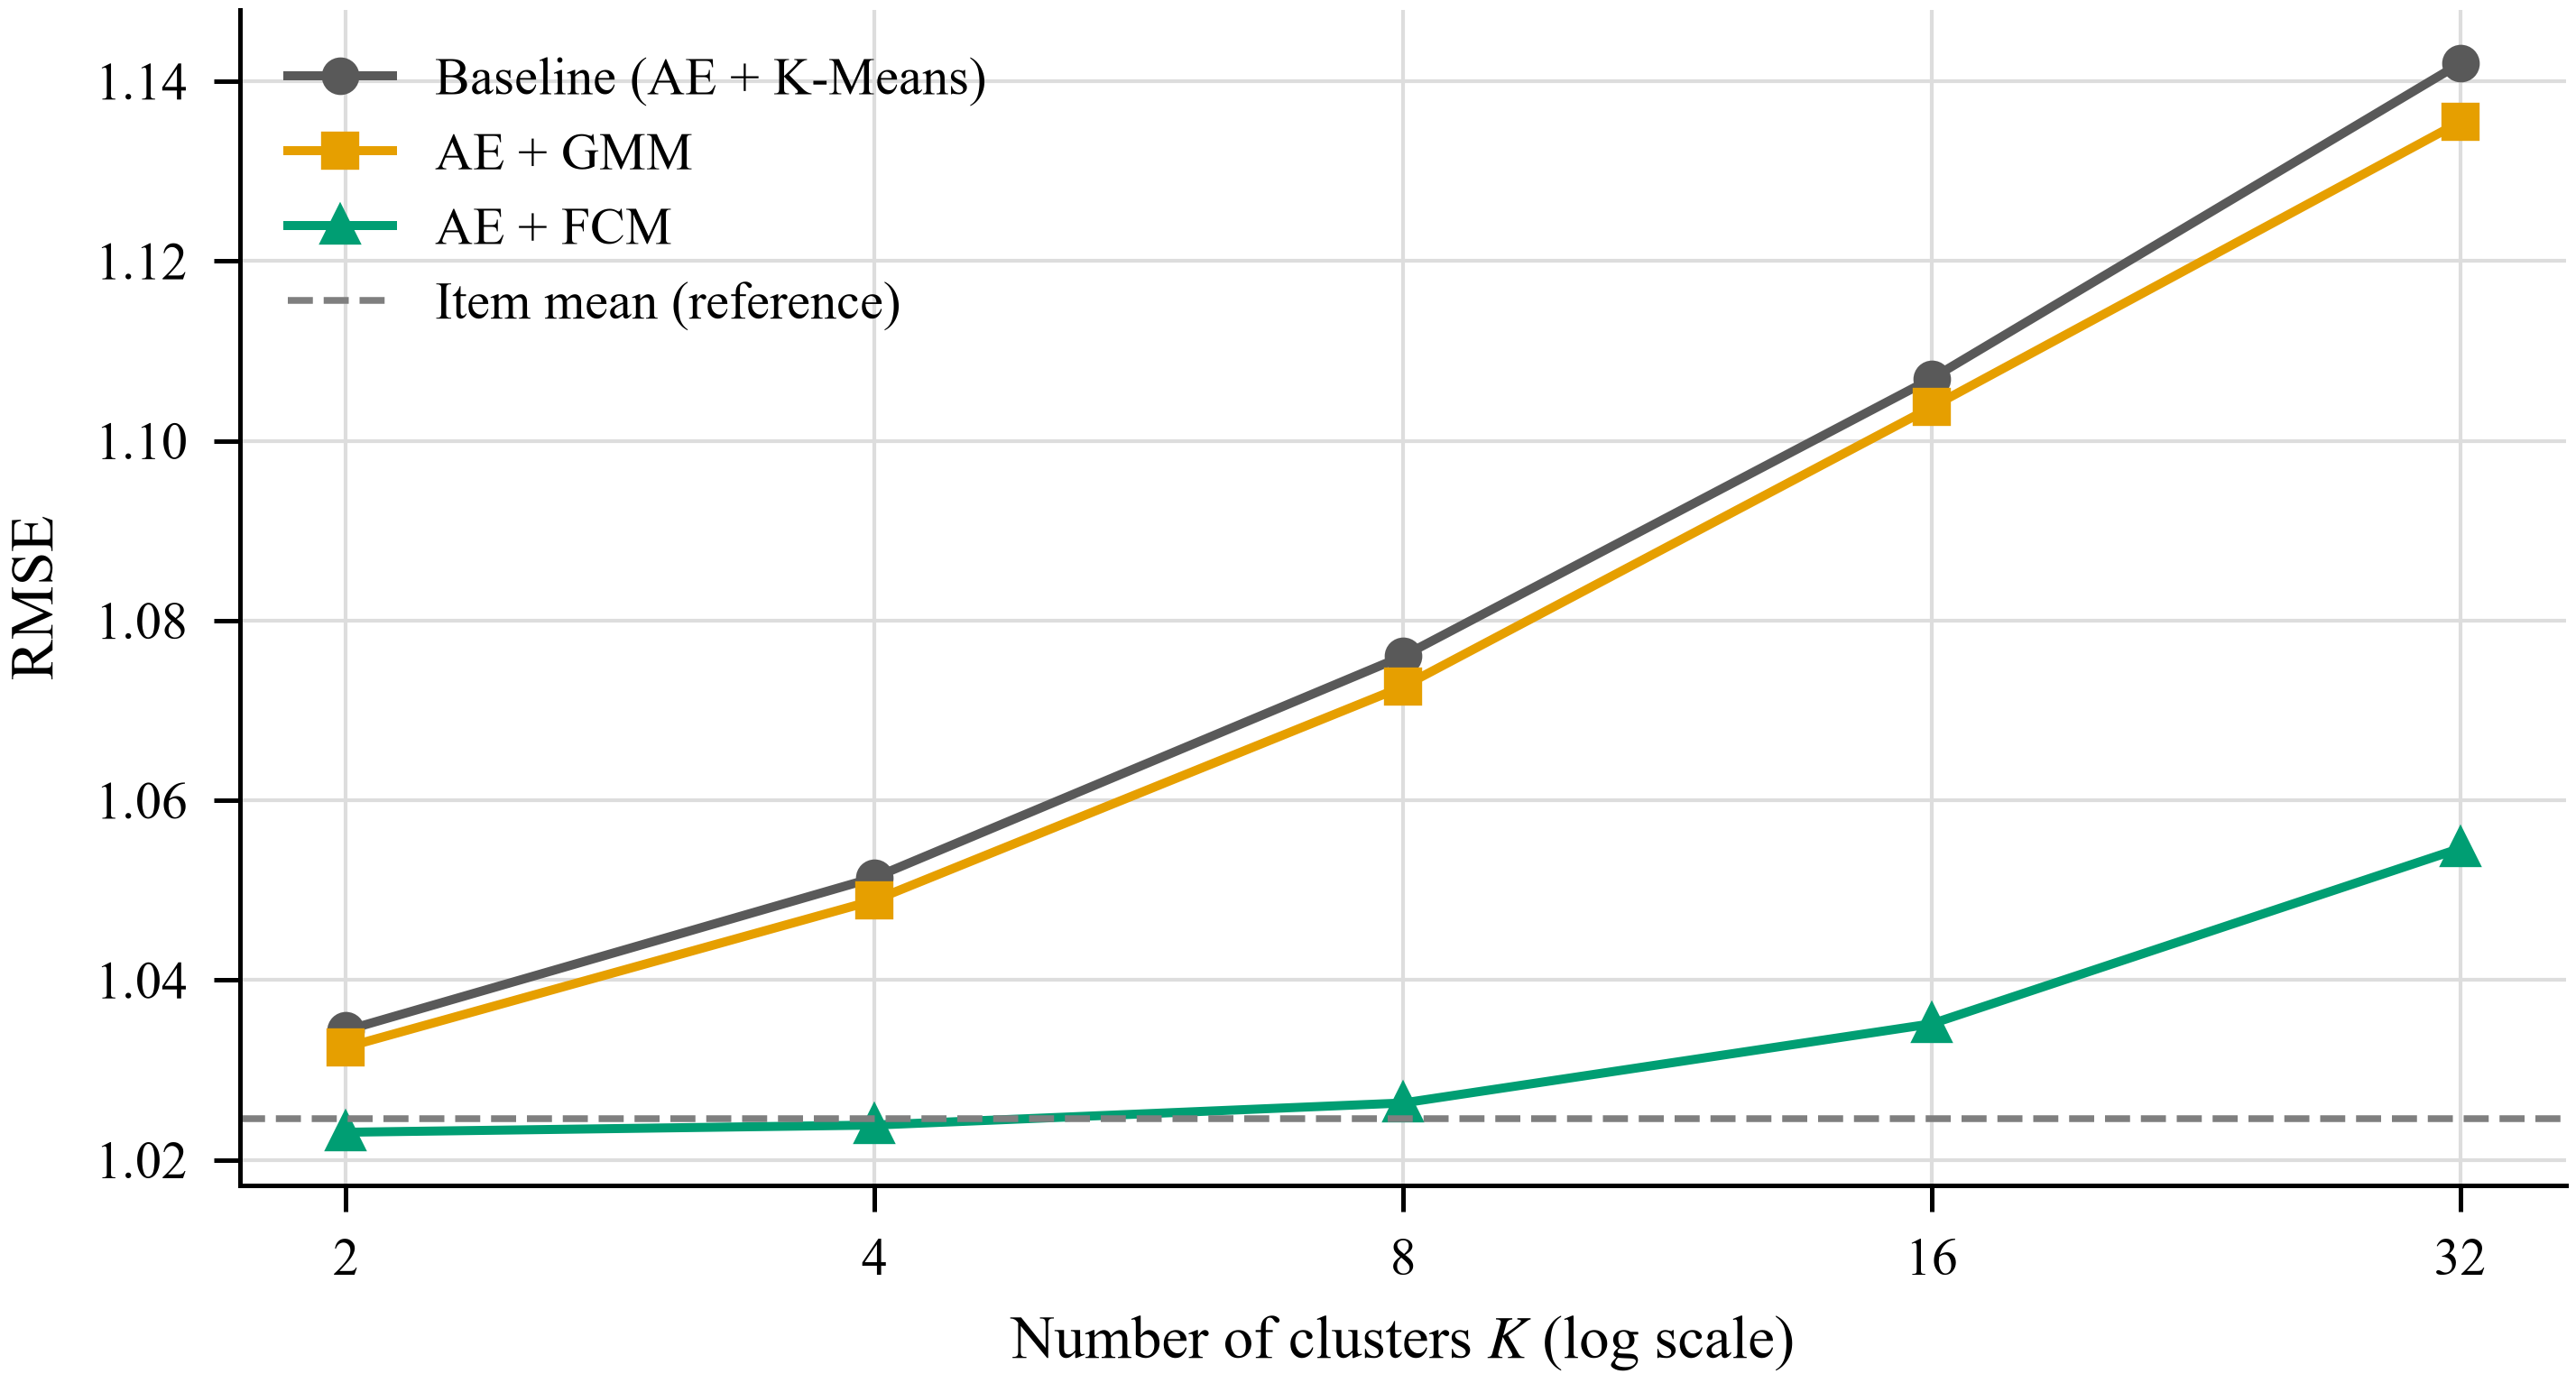 Baseline (AE + K-Means)
AE + GMM
AE + FCM
Item mean (reference)
1.14
1.12
1.10
1.08
1.06
1.04
1.02
RMSE
2 4 8 16 32
Number of clusters K (log scale)